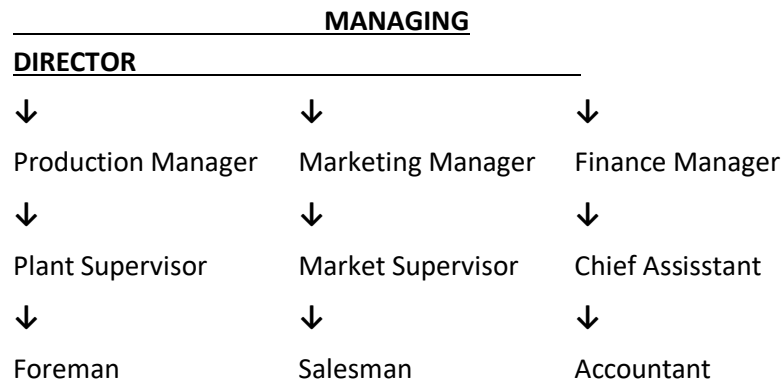 MANAGING
DIRECTOR
↓ ↓ ↓
Production Manager Marketing Manager Finance Manager
↓ ↓ ↓
Plant Supervisor Market Supervisor Chief Assisstant
↓ ↓ ↓
Foreman Salesman Accountant